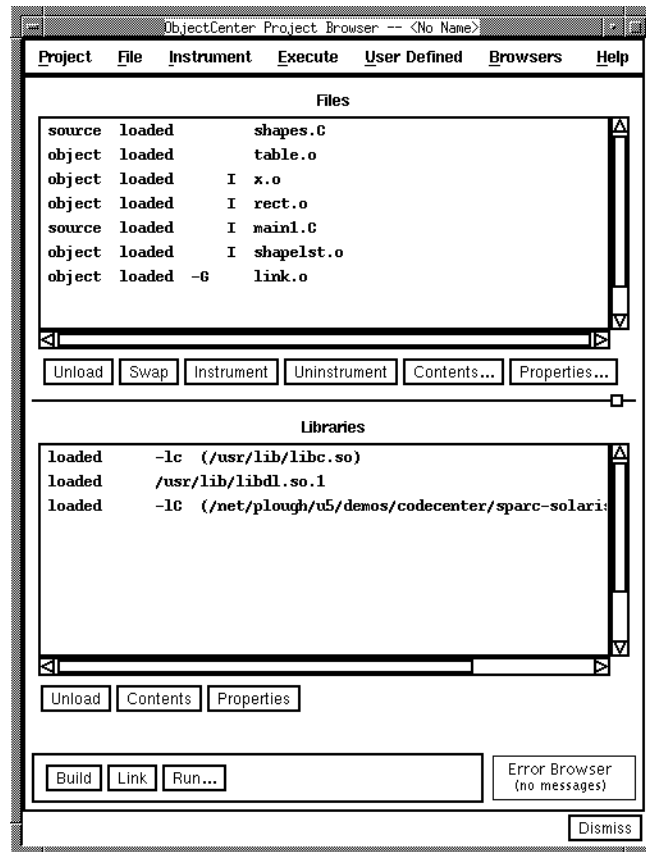 ObjectCenter Project Browser -- <No Name>
Project File Instrument Execute User Defined Browsers Help
Files
source loaded shapes.C
object loaded table.o
object loaded I x.o
object loaded I rect.o
source loaded I main1.C
object loaded I shapelst.o
object loaded -G link.o
Unload Swap Instrument Uninstrument Contents... Properties...
Libraries
loaded -lc (/usr/lib/libc.so)
loaded /usr/lib/libdl.so.1
loaded -lC (/net/plough/u5/demos/codecenter/sparc-solaris
Unload Contents Properties
Build Link Run...
Error Browser
(no messages)
Dismiss